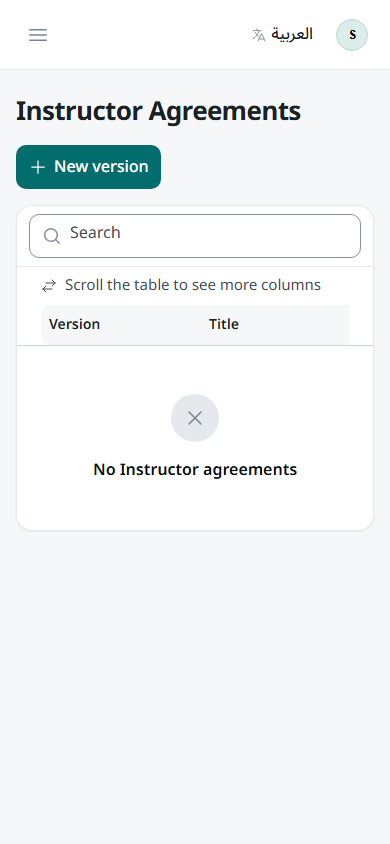 العربية
S
Instructor Agreements
New version
Search
Scroll the table to see more columns
Version Title
No Instructor agreements